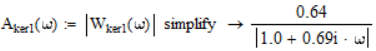 A_ker1(ω) := |W_ker1(ω)| simplify → 0.64 / |1.0 + 0.69i · ω|